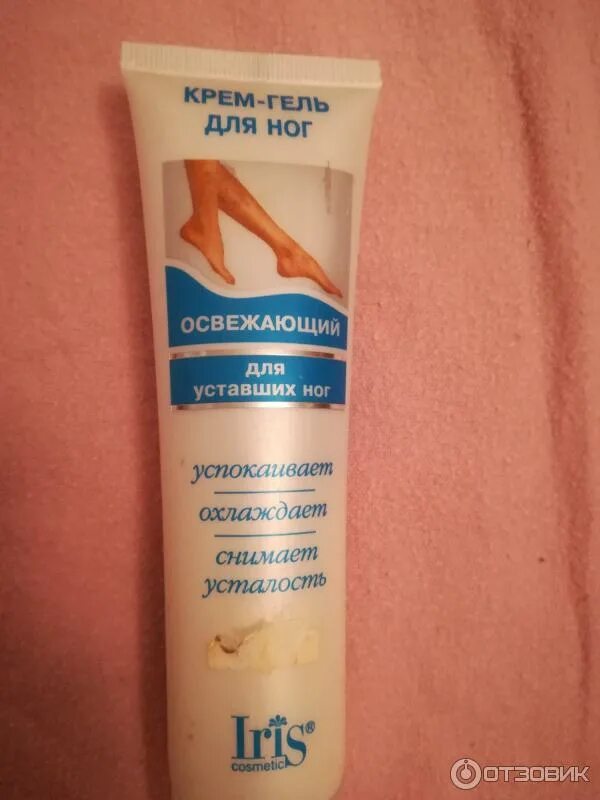 КРЕМ-ГЕЛЬ
ДЛЯ НОГ
ОСВЕЖАЮЩИЙ
для
уставших ног
успокаивает
охлаждает
снимает
усталость
Iris®
cosmetic
ОТЗОВИК